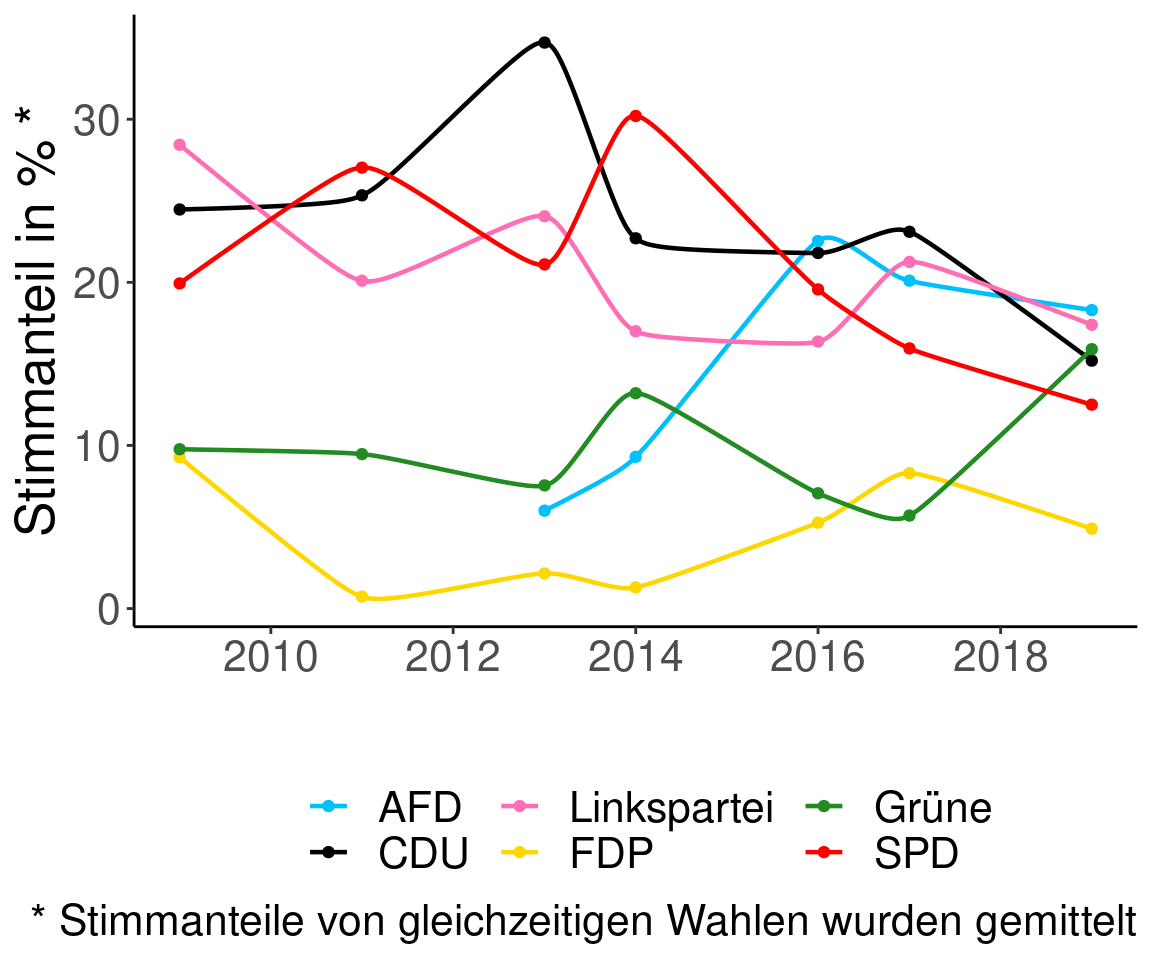 Stimmanteil in % *
30
20
10
0
2010 2012 2014 2016 2018
AFD Linkspartei Grüne
CDU FDP SPD
* Stimmanteile von gleichzeitigen Wahlen wurden gemittelt